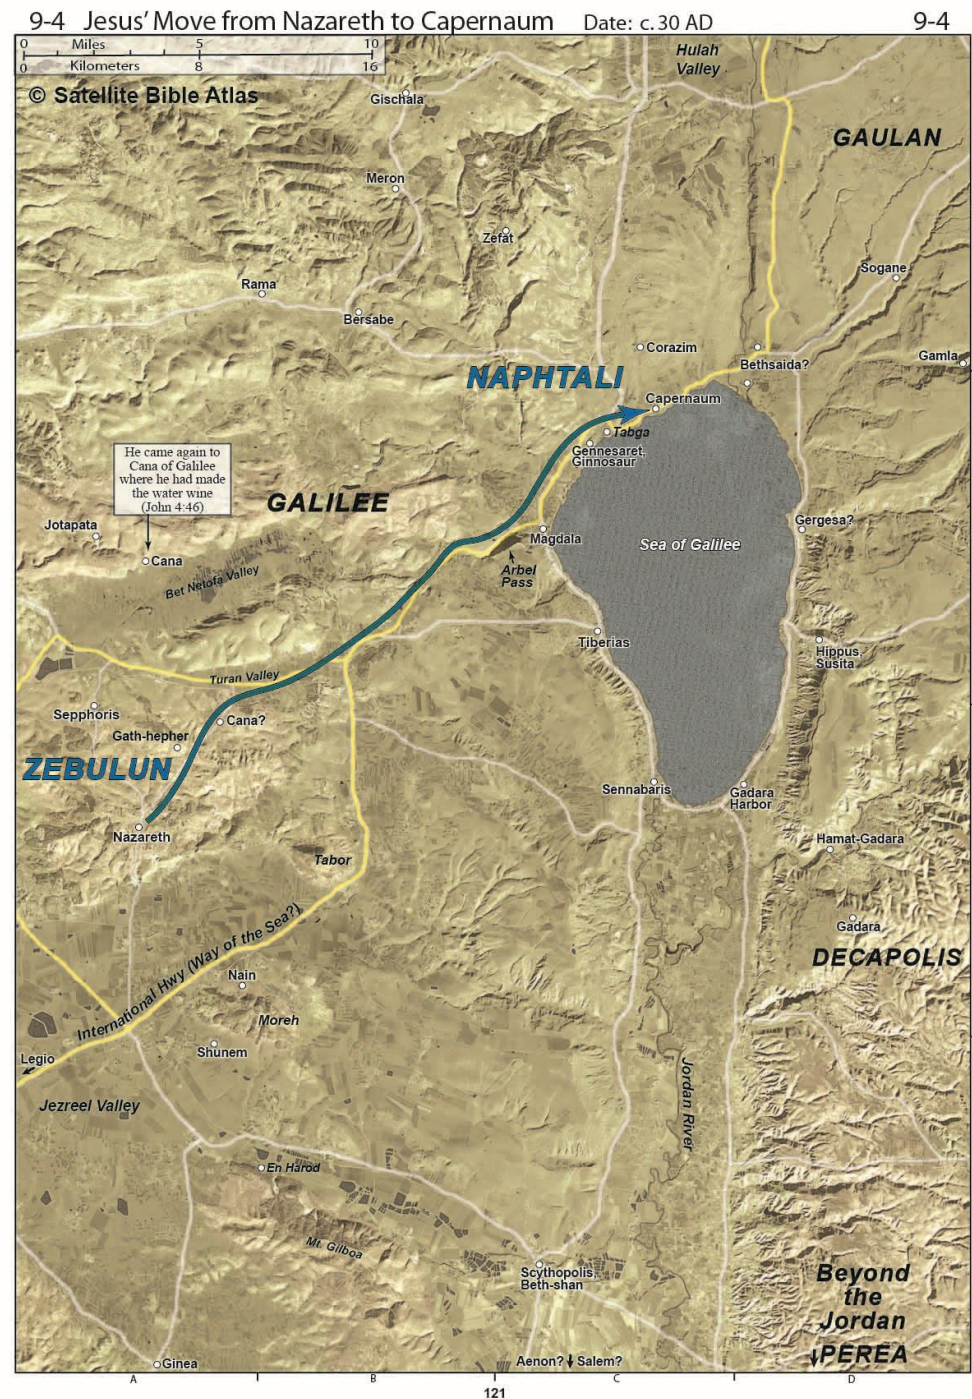 9-4 Jesus' Move from Nazareth to Capernaum Date: c. 30 AD 9-4
0 Miles 5 10
0 Kilometers 8 16
© Satellite Bible Atlas
Hulah
Valley
Gischala
GAULAN
Meron
Zefat
Sogane
Rama
Bersabe
Corazim
Bethsaida?
Gamla
NAPHTALI
Capernaum
Tabga
Gennesaret,
Ginnosaur
He came again to
Cana of Galilee
where he had made
the water wine
(John 4:46)
GALILEE
Jotapata
Cana
Bet Netofa Valley
Magdala
Arbel
Pass
Sea of Galilee
Gergesa?
Tiberias
Hippus,
Susita
Turan Valley
Sepphoris
Cana?
Gath-hepher
ZEBULUN
Nazareth
Sennabaris
Gadara
Harbor
Tabor
Hamat-Gadara
Gadara
DECAPOLIS
International Hwy (Way of the Sea?)
Nain
Moreh
Shunem
Legio
Jezreel Valley
Jordan River
En Harod
Mt. Gilboa
Scythopolis,
Beth-shan
Beyond
the
Jordan
PEREA
Ginea
Aenon? Salem?
A B C D
121